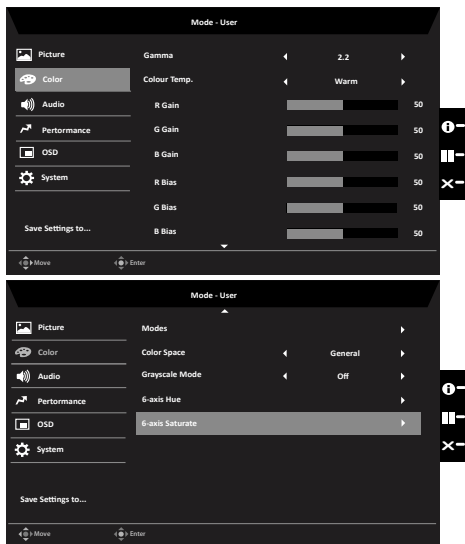 Mode - User
Picture Gamma 2.2
Color Colour Temp. Warm
Audio R Gain 50
Pertormance G Gain 50
OSD B Gain 50
System R Bias 50
G Bias 50
Save Settings to... B Bias 50
Move Enter
Mode - User
Picture Modes
Color Color Space General
Audio Grayscale Mode Off
Pertormance 6-axis Hue
OSD 6-axis Saturate
System
Save Settings to...
Move Enter